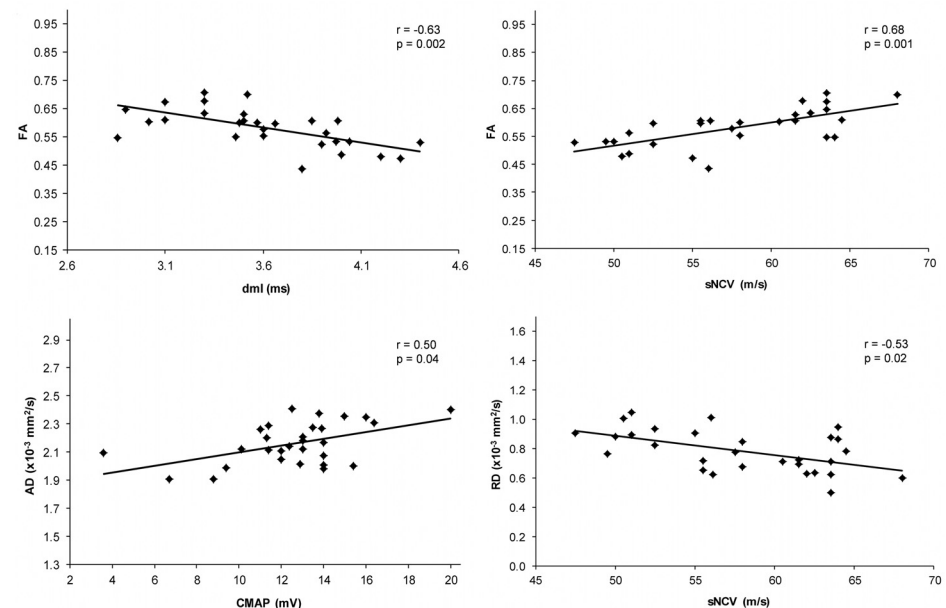 0.95
0.85
0.75
0.65
0.55
0.45
0.35
0.25
0.15
FA
r = -0.63
p = 0.002
2.6 3.1 3.6 4.1 4.6
dml (ms)
0.95
0.85
0.75
0.65
0.55
0.45
0.35
0.25
0.15
FA
r = 0.68
p = 0.001
45 50 55 60 65 70
sNCV (m/s)
2.9
2.7
2.5
2.3
2.1
1.9
1.7
1.5
1.3
AD (x10⁻³ mm²/s)
r = 0.50
p = 0.04
2 4 6 8 10 12 14 16 18 20
CMAP (mV)
1.6
1.4
1.2
1.0
0.8
0.6
0.4
0.2
0.0
RD (x10⁻³ mm²/s)
r = -0.53
p = 0.02
45 50 55 60 65 70
sNCV (m/s)